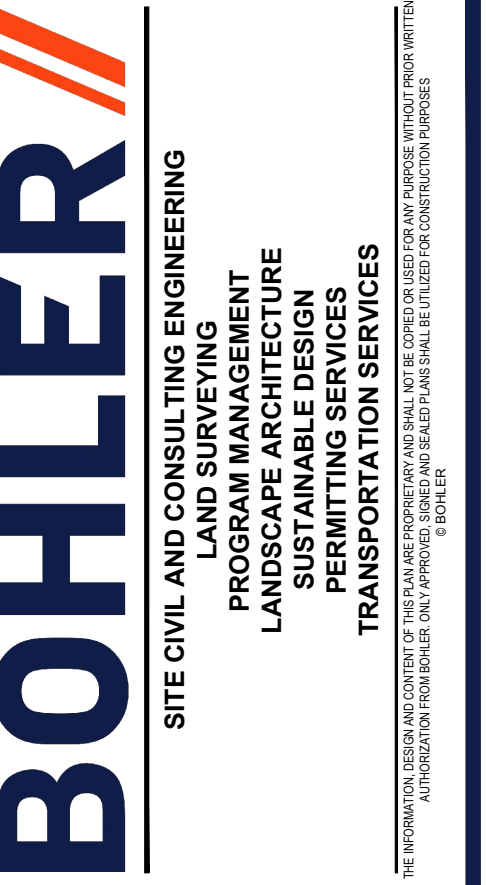 BOHLER//
SITE CIVIL AND CONSULTING ENGINEERING
LAND SURVEYING
PROGRAM MANAGEMENT
LANDSCAPE ARCHITECTURE
SUSTAINABLE DESIGN
PERMITTING SERVICES
TRANSPORTATION SERVICES
THE INFORMATION, DESIGN AND CONTENT OF THIS PLAN ARE PROPRIETARY AND SHALL NOT BE COPIED OR USED FOR ANY PURPOSE WITHOUT PRIOR WRITTEN
AUTHORIZATION FROM BOHLER. ONLY APPROVED, SIGNED AND SEALED PLANS SHALL BE UTILIZED FOR CONSTRUCTION PURPOSES
© BOHLER